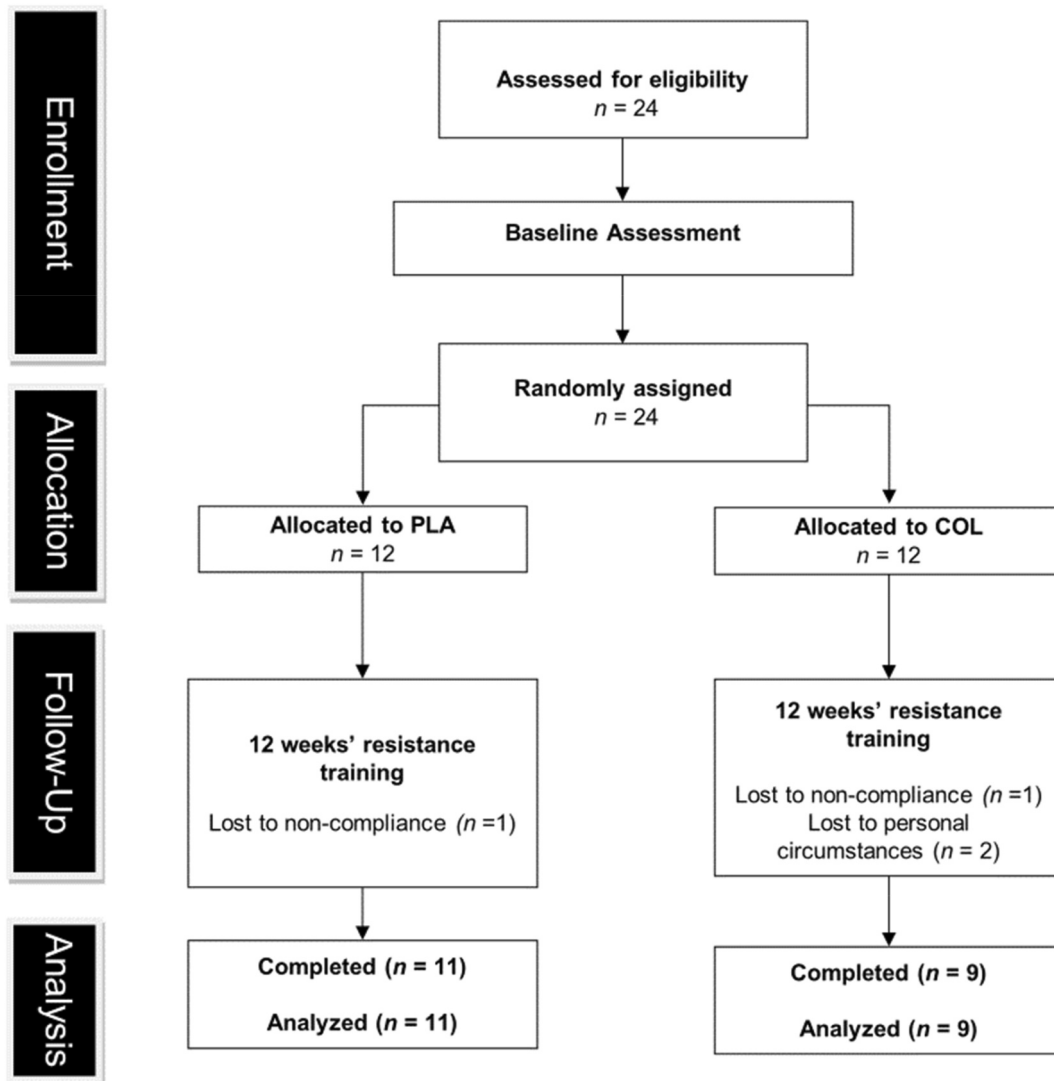 Enrollment
Assessed for eligibility
n = 24
Baseline Assessment
Randomly assigned
n = 24
Allocation
Allocated to PLA
n = 12
Allocated to COL
n = 12
Follow-Up
12 weeks’ resistance
training
Lost to non-compliance (n =1)
12 weeks’ resistance
training
Lost to non-compliance (n =1)
Lost to personal
circumstances (n = 2)
Analysis
Completed (n = 11)
Analyzed (n = 11)
Completed (n = 9)
Analyzed (n = 9)